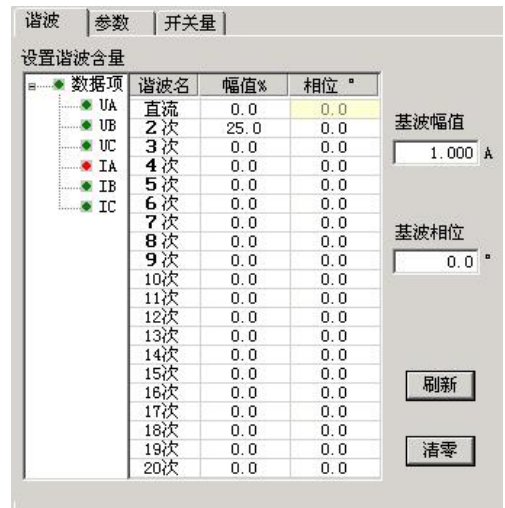 谐波 参数 开关量
设置谐波含量
数据项
UA
UB
UC
IA
IB
IC
谐波名 幅值% 相位 °
直流 0.0 0.0
2次 25.0 0.0
3次 0.0 0.0
4次 0.0 0.0
5次 0.0 0.0
6次 0.0 0.0
7次 0.0 0.0
8次 0.0 0.0
9次 0.0 0.0
10次 0.0 0.0
11次 0.0 0.0
12次 0.0 0.0
13次 0.0 0.0
14次 0.0 0.0
15次 0.0 0.0
16次 0.0 0.0
17次 0.0 0.0
18次 0.0 0.0
19次 0.0 0.0
20次 0.0 0.0
基波幅值
1.000 A
基波相位
0.0 °
刷新
清零